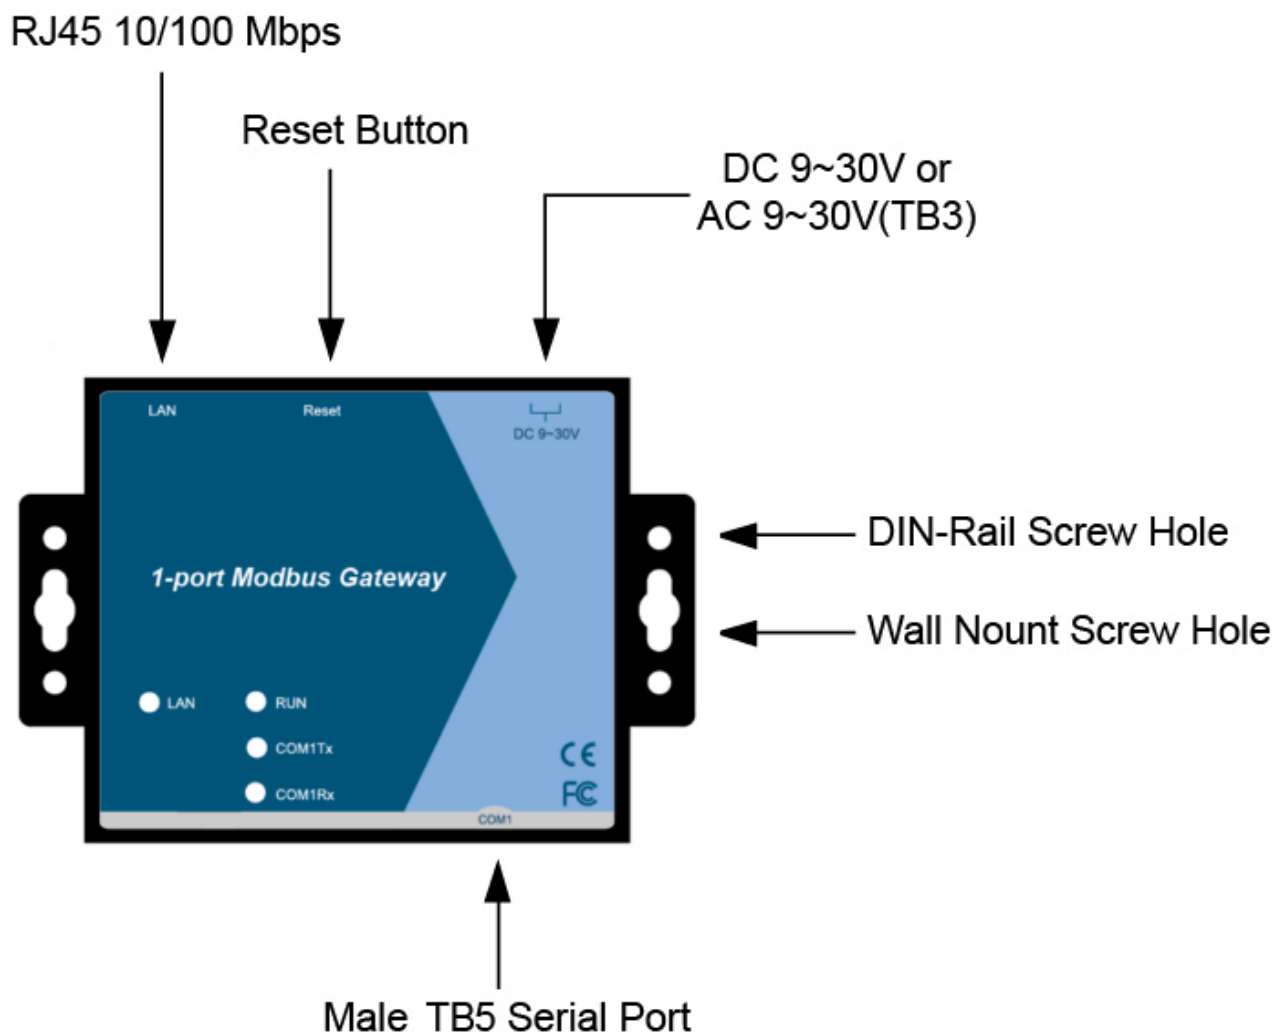 RJ45 10/100 Mbps
Reset Button
DC 9~30V or
AC 9~30V(TB3)
LAN
Reset
DC 9~30V
DIN-Rail Screw Hole
1-port Modbus Gateway
Wall Nount Screw Hole
LAN
RUN
COM1Tx
CE
COM1Rx
FC
COM1
Male TB5 Serial Port